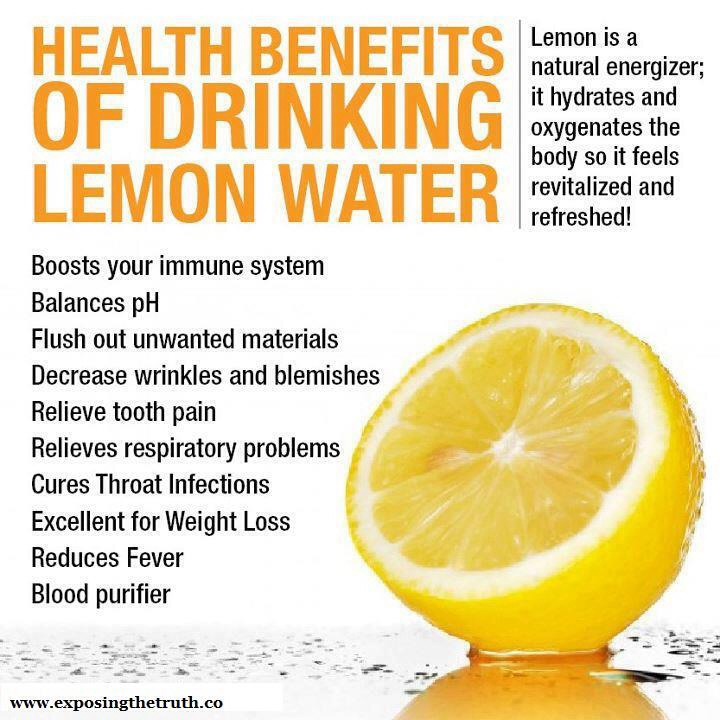 HEALTH BENEFITS
OF DRINKING
LEMON WATER
Lemon is a
natural energizer;
it hydrates and
oxygenates the
body so it feels
revitalized and
refreshed!
Boosts your immune system
Balances pH
Flush out unwanted materials
Decrease wrinkles and blemishes
Relieve tooth pain
Relieves respiratory problems
Cures Throat Infections
Excellent for Weight Loss
Reduces Fever
Blood purifier
www.exposingthetruth.co